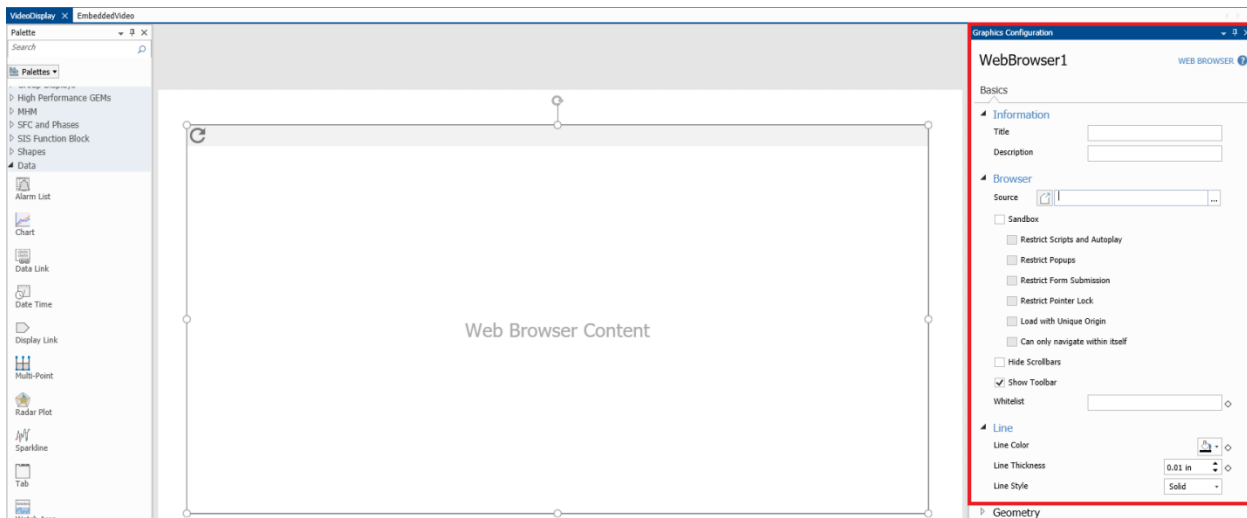 VideoDisplay
EmbeddedVideo
Palette
Search
Palettes
High Performance GEMs
MHM
SFC and Phases
SIS Function Block
Shapes
Data
Alarm List
Chart
Data Link
Date Time
Display Link
Multi-Point
Radar Plot
Sparkline
Tab
Web Browser Content
Graphics Configuration
WebBrowser1
WEB BROWSER ?
Basics
Information
Title
Description
Browser
Source ...
Sandbox
Restrict Scripts and Autoplay
Restrict Popups
Restrict Form Submission
Restrict Pointer Lock
Load with Unique Origin
Can only navigate within itself
Hide Scrollbars
Show Toolbar
Whitelist
Line
Line Color
Line Thickness 0.01 in
Line Style Solid
Geometry